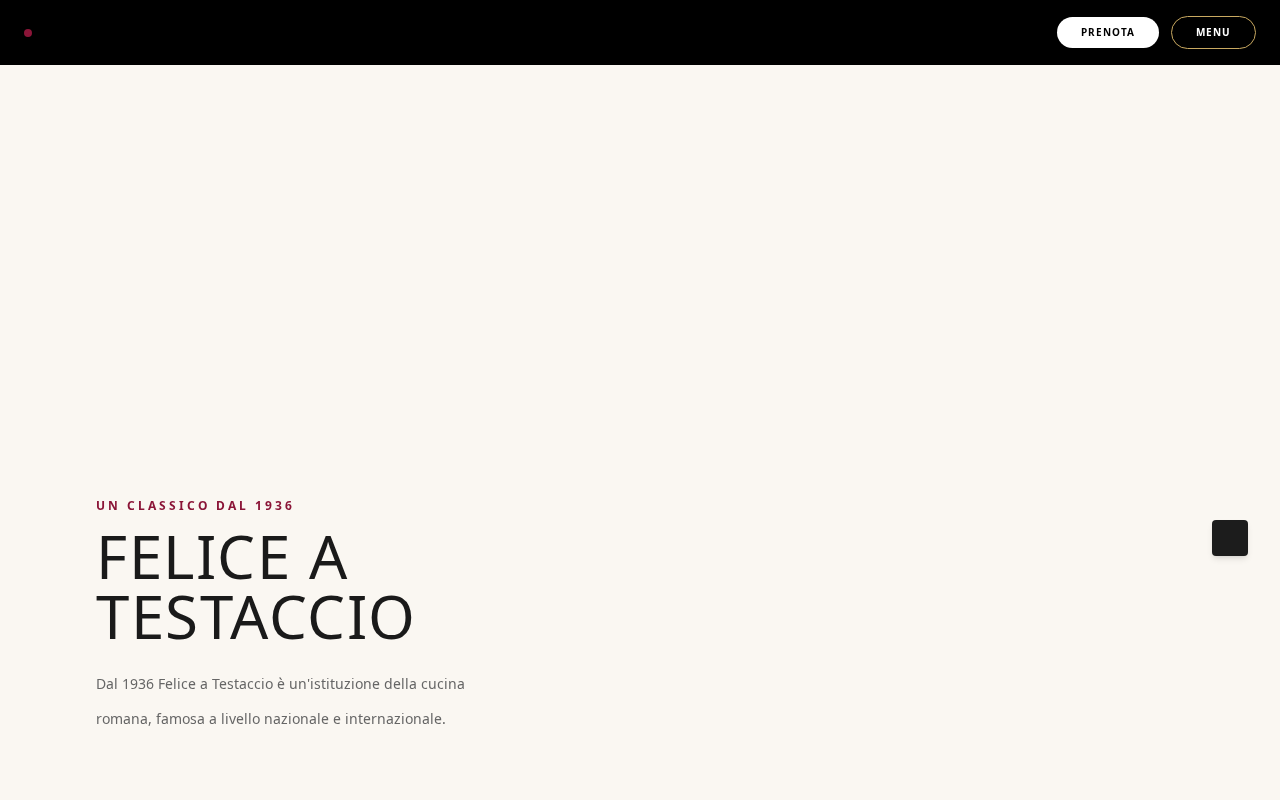 PRENOTA
MENU
UN CLASSICO DAL 1936
FELICE A
TESTACCIO
Dal 1936 Felice a Testaccio è un'istituzione della cucina
romana, famosa a livello nazionale e internazionale.